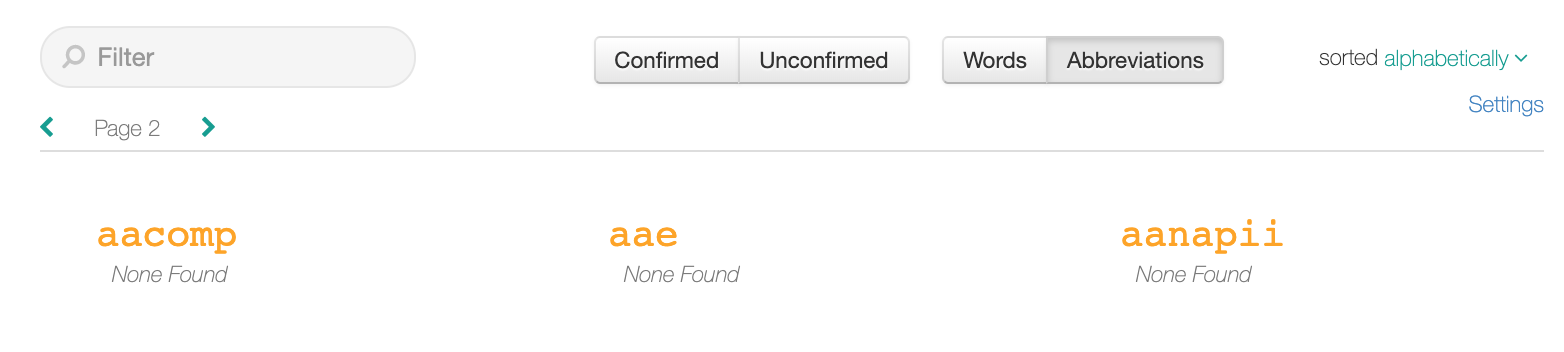 Filter
Confirmed Unconfirmed Words Abbreviations sorted alphabetically
Settings
Page 2
aacomp aae aanapii
None Found None Found None Found